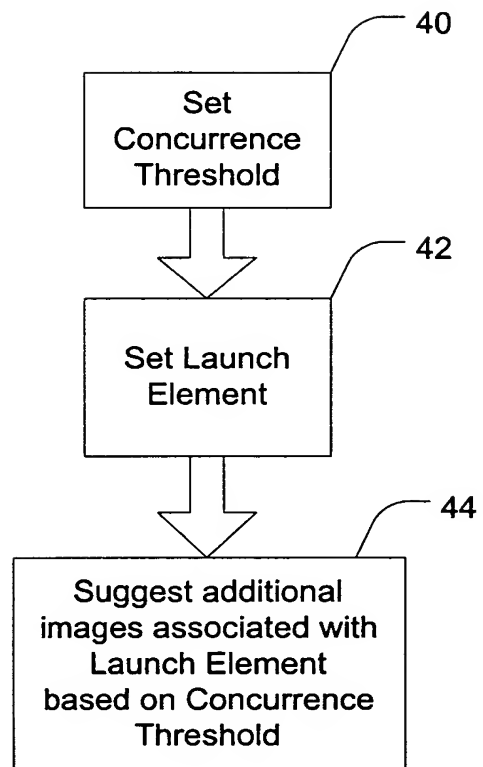 40
Set
Concurrence
Threshold
42
Set Launch
Element
44
Suggest additional
images associated with
Launch Element
based on Concurrence
Threshold